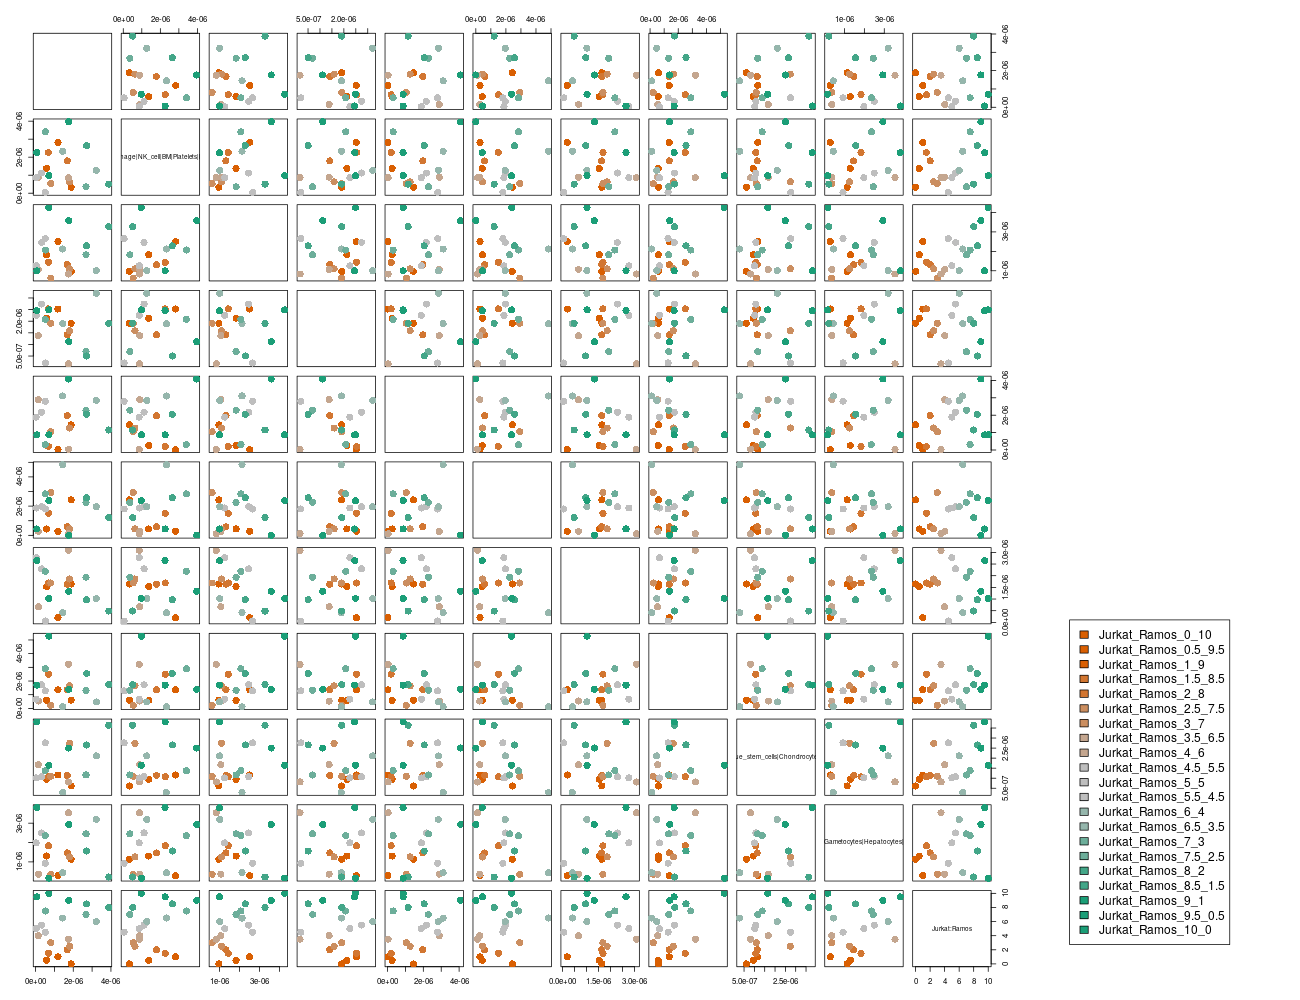 0e+00 2e-06 4e-06 5.0e-07 2.0e-06 0e+00 2e-06 4e-06 0e+00 2e-06 4e-06 1e-06 3e-06
0e+00 2e-06 4e-06
0e+00 2e-06 4e-06
nage|NK_cell|BM|Platelets|
1e-06 3e-06
5.0e-07 2.0e-06
0e+00 2e-06 4e-06
0e+00 2e-06 4e-06
0.0e+00 1.5e-06 3.0e-06
0e+00 2e-06 4e-06
ue_stem_cells|Chondrocyte
5.0e-07 2.5e-06
1e-06 3e-06
Gametocytes|Hepatocytes|
Jurkat:Ramos
0 2 4 6 8 10
0e+00 2e-06 4e-06 1e-06 3e-06 0e+00 2e-06 4e-06 0.0e+00 1.5e-06 3.0e-06 5.0e-07 2.5e-06 0 2 4 6 8 10
Jurkat_Ramos_0_10
Jurkat_Ramos_0.5_9.5
Jurkat_Ramos_1_9
Jurkat_Ramos_1.5_8.5
Jurkat_Ramos_2_8
Jurkat_Ramos_2.5_7.5
Jurkat_Ramos_3_7
Jurkat_Ramos_3.5_6.5
Jurkat_Ramos_4_6
Jurkat_Ramos_4.5_5.5
Jurkat_Ramos_5_5
Jurkat_Ramos_5.5_4.5
Jurkat_Ramos_6_4
Jurkat_Ramos_6.5_3.5
Jurkat_Ramos_7_3
Jurkat_Ramos_7.5_2.5
Jurkat_Ramos_8_2
Jurkat_Ramos_8.5_1.5
Jurkat_Ramos_9_1
Jurkat_Ramos_9.5_0.5
Jurkat_Ramos_10_0